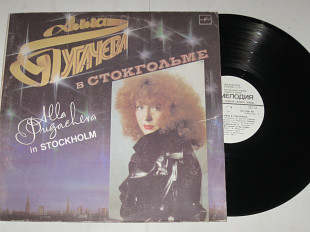 Алла
Пугачева
в СТОКГОЛЬМЕ
Alla
Pugacheva
in STOCKHOLM
МЕЛОДИЯ